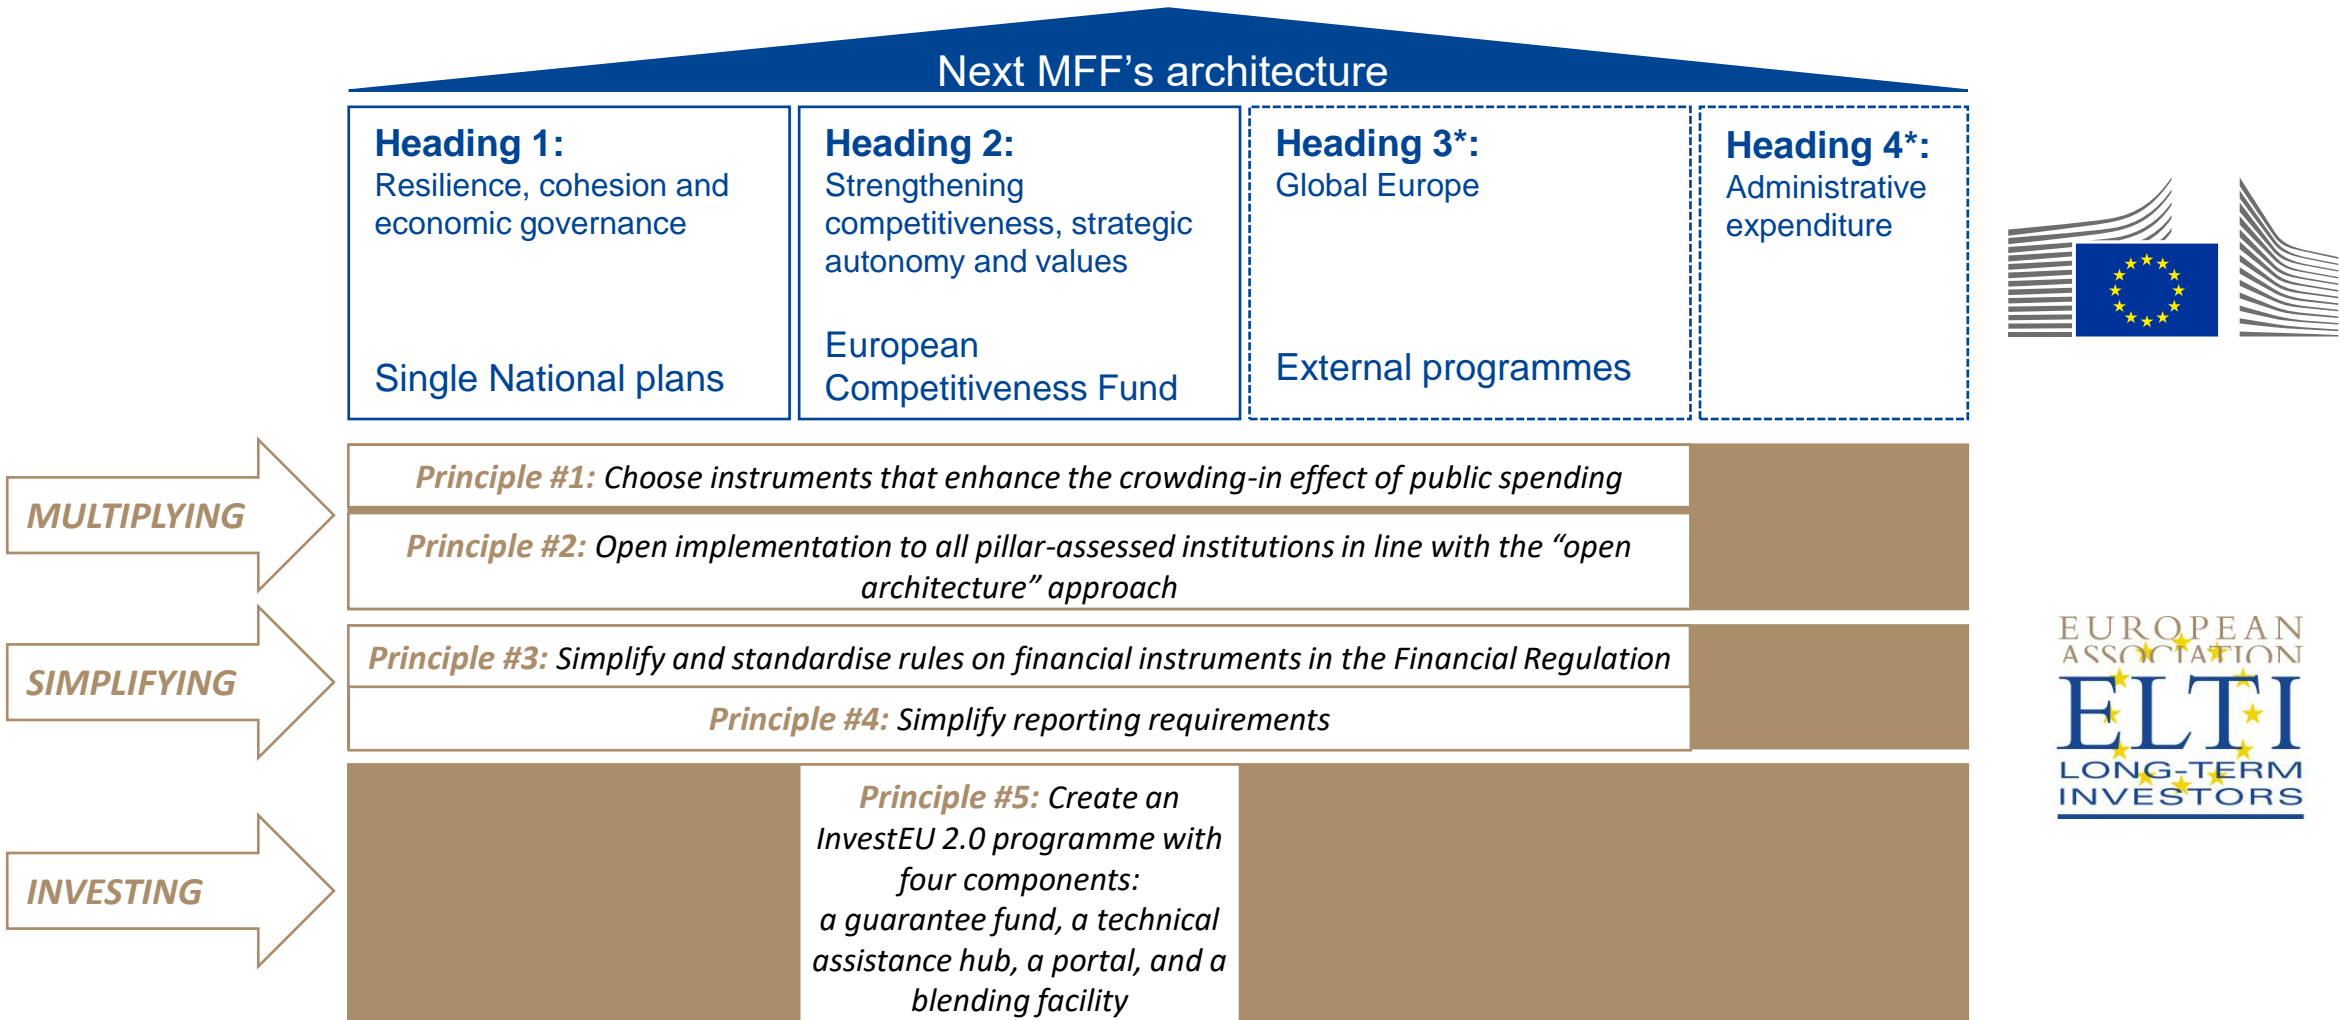 Next MFF’s architecture
Heading 1:
Resilience, cohesion and
economic governance
Single National plans
Heading 2:
Strengthening
competitiveness, strategic
autonomy and values
European
Competitiveness Fund
Heading 3*:
Global Europe
External programmes
Heading 4*:
Administrative
expenditure
MULTIPLYING
Principle #1: Choose instruments that enhance the crowding-in effect of public spending
Principle #2: Open implementation to all pillar-assessed institutions in line with the “open
architecture” approach
SIMPLIFYING
Principle #3: Simplify and standardise rules on financial instruments in the Financial Regulation
Principle #4: Simplify reporting requirements
INVESTING
Principle #5: Create an
InvestEU 2.0 programme with
four components:
a guarantee fund, a technical
assistance hub, a portal, and a
blending facility
EUROPEAN
ASSOCIATION
ELTI
LONG-TERM
INVESTORS